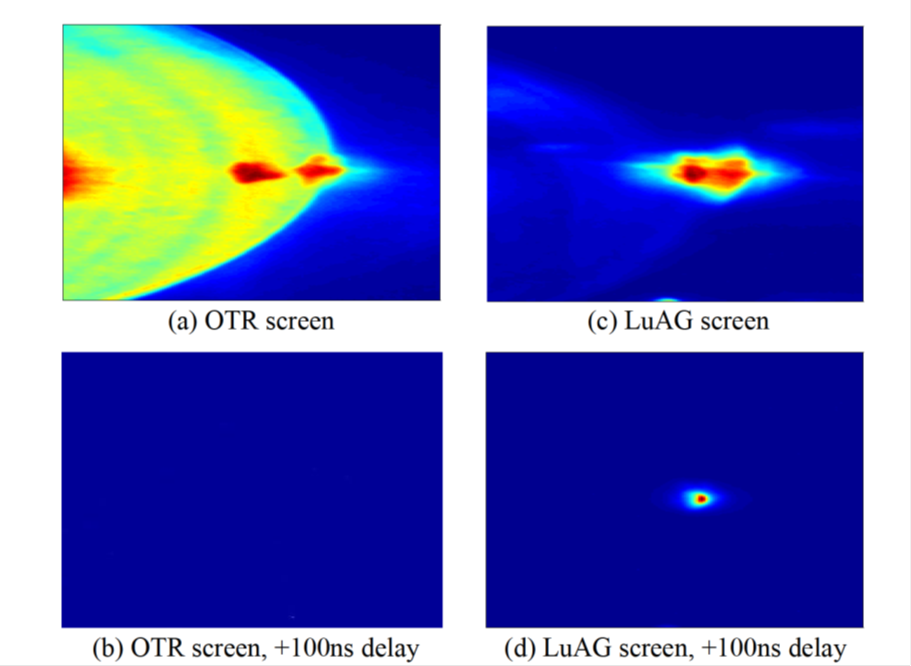 (a) OTR screen
(c) LuAG screen
(b) OTR screen, +100ns delay
(d) LuAG screen, +100ns delay